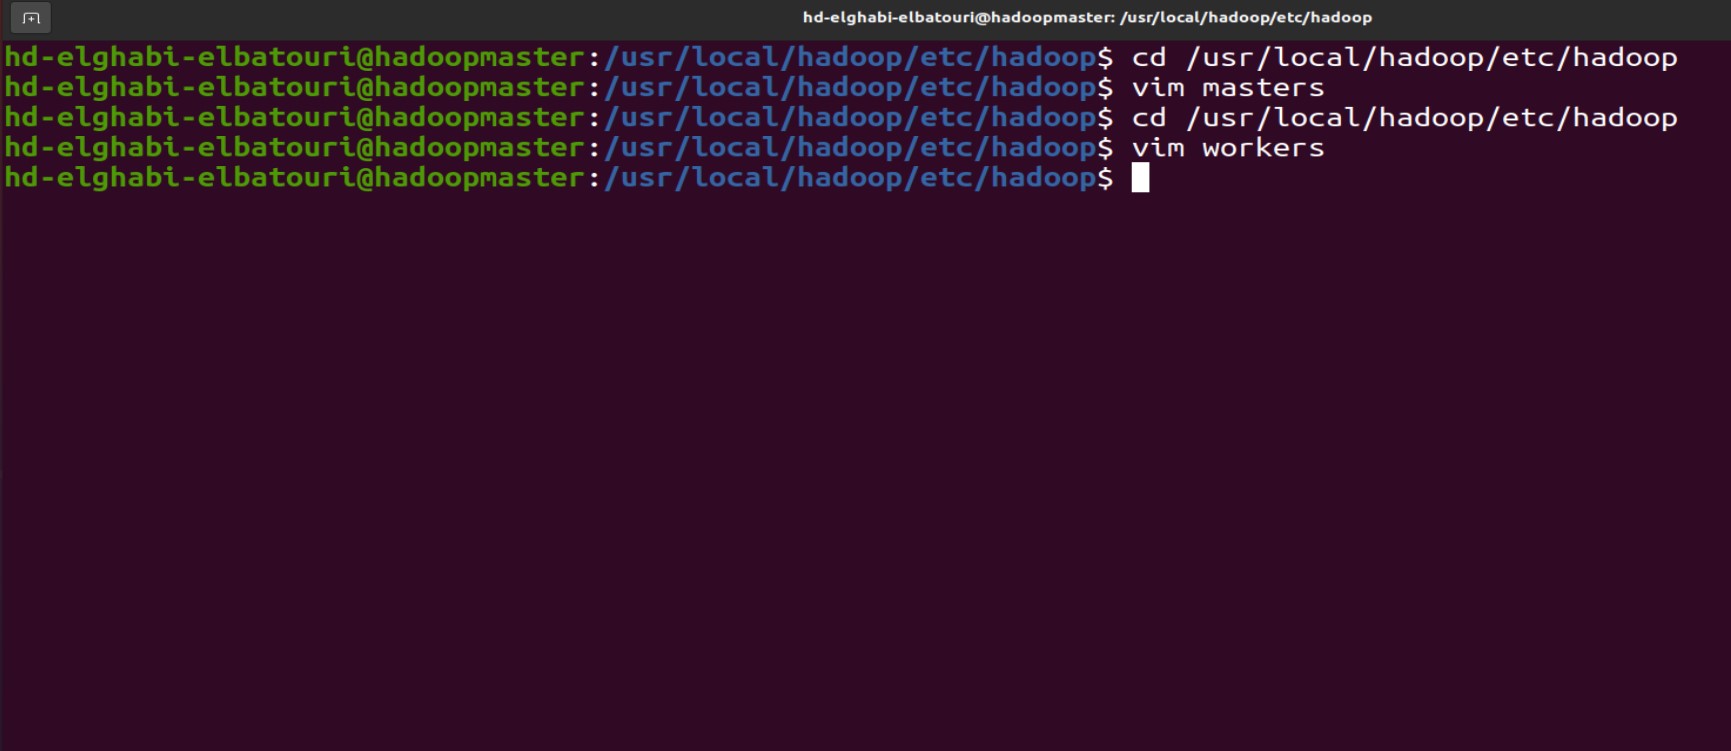 hd-elghabi-elbatouri@hadoopmaster: /usr/local/hadoop/etc/hadoop
hd-elghabi-elbatouri@hadoopmaster:/usr/local/hadoop/etc/hadoop$ cd /usr/local/hadoop/etc/hadoop
hd-elghabi-elbatouri@hadoopmaster:/usr/local/hadoop/etc/hadoop$ vim masters
hd-elghabi-elbatouri@hadoopmaster:/usr/local/hadoop/etc/hadoop$ cd /usr/local/hadoop/etc/hadoop
hd-elghabi-elbatouri@hadoopmaster:/usr/local/hadoop/etc/hadoop$ vim workers
hd-elghabi-elbatouri@hadoopmaster:/usr/local/hadoop/etc/hadoop$